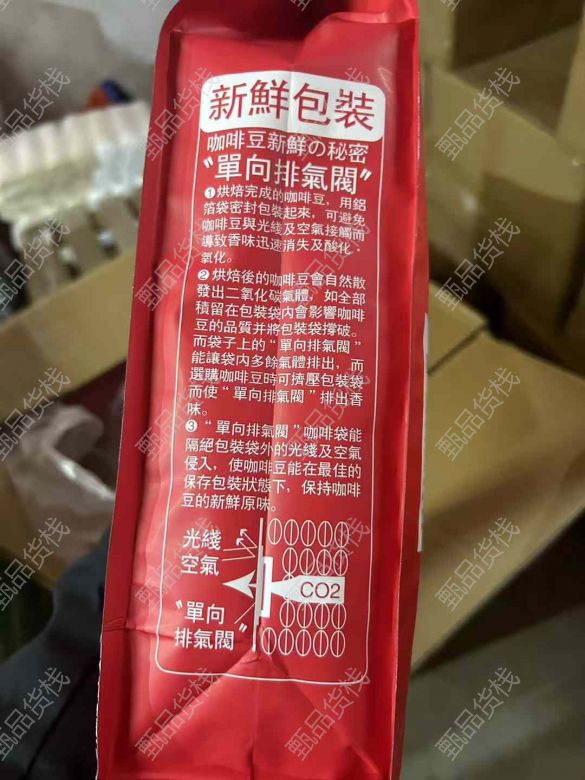 新鮮包裝
咖啡豆新鮮の秘密
"單向排氣閥"
❶烘焙完成的咖啡豆，用鋁
箔袋密封包裝起來，可避免
咖啡豆與光綫及空氣接觸而
導致香味迅速消失及酸化、
氧化。
❷烘焙後的咖啡豆會自然散
發出二氧化碳氣體，如全部
積留在包裝袋内會影響咖啡
豆的品質并將包裝袋撐破。
而袋子上的“單向排氣閥”
能讓袋内多餘氣體排出，而
選購咖啡豆時可擠壓包裝袋
而使“單向排氣閥”排出香
味。
❸“單向排氣閥”咖啡袋能
隔絕包裝袋外的光綫及空氣
侵入，使咖啡豆能在最佳的
保存包裝狀態下，保持咖啡
豆的新鮮原味。
光綫
空氣
CO2
"單向
排氣閥"
甄品货栈